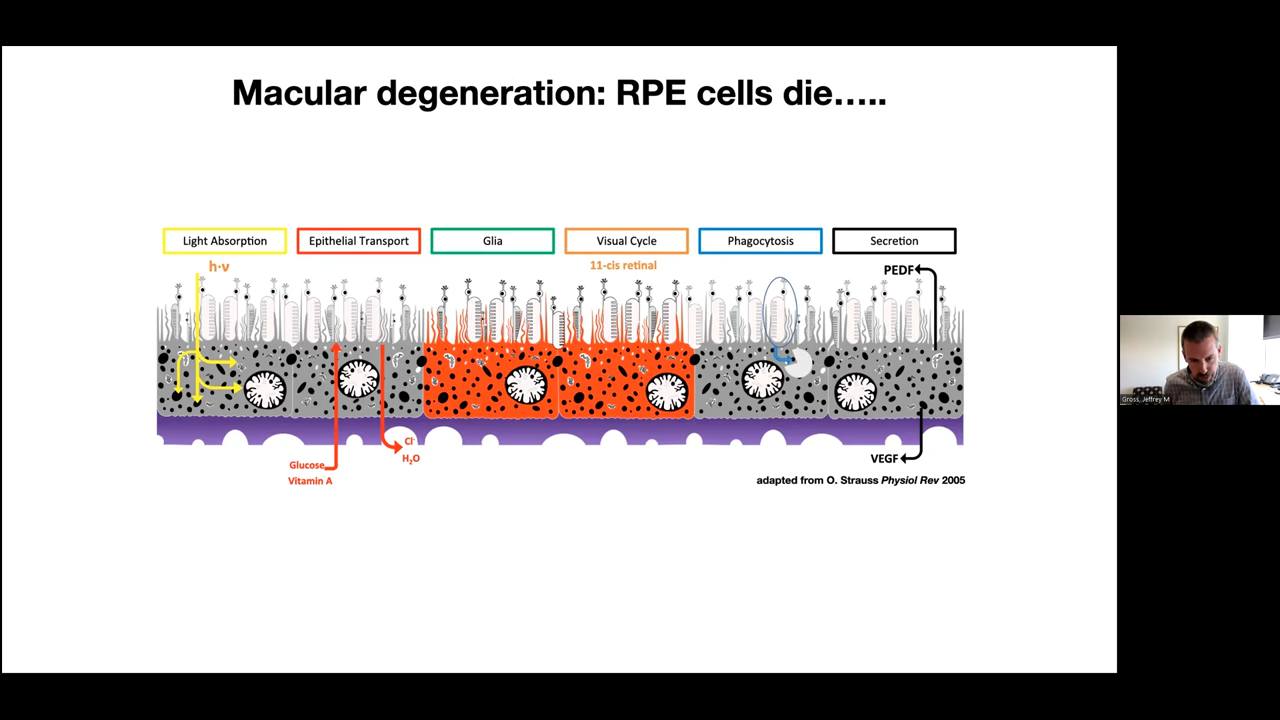 Macular degeneration: RPE cells die…..
Light Absorption
Epithelial Transport
Glia
Visual Cycle
Phagocytosis
Secretion
h·ν
11-cis retinal
PEDF
Cl-
H₂O
Glucose
Vitamin A
VEGF
adapted from O. Strauss Physiol Rev 2005
Gross, Jeffrey M